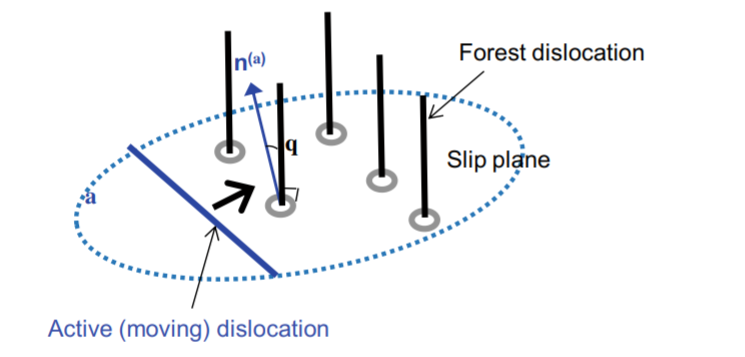 n(a)
Forest dislocation
q
Slip plane
a
Active (moving) dislocation